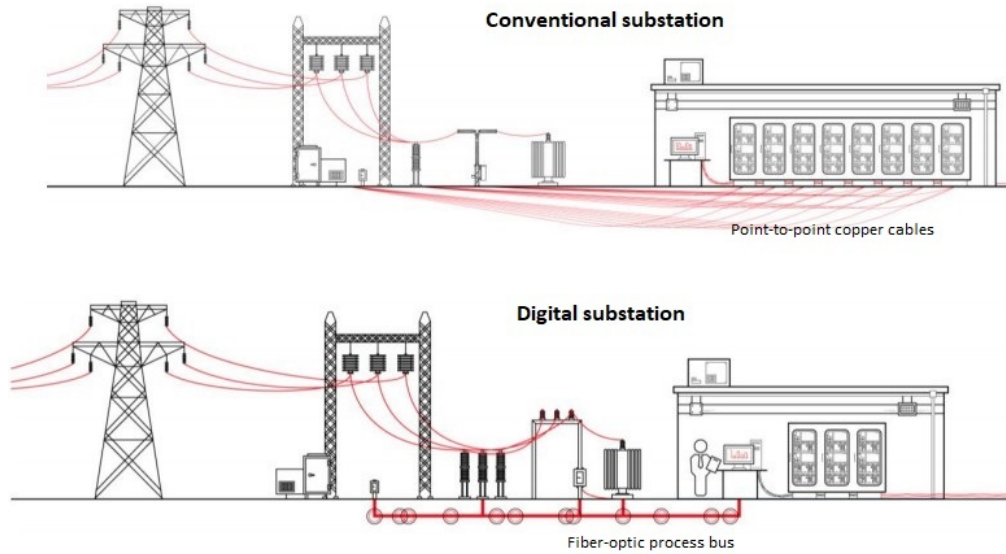 Conventional substation
Point-to-point copper cables
Digital substation
Fiber-optic process bus